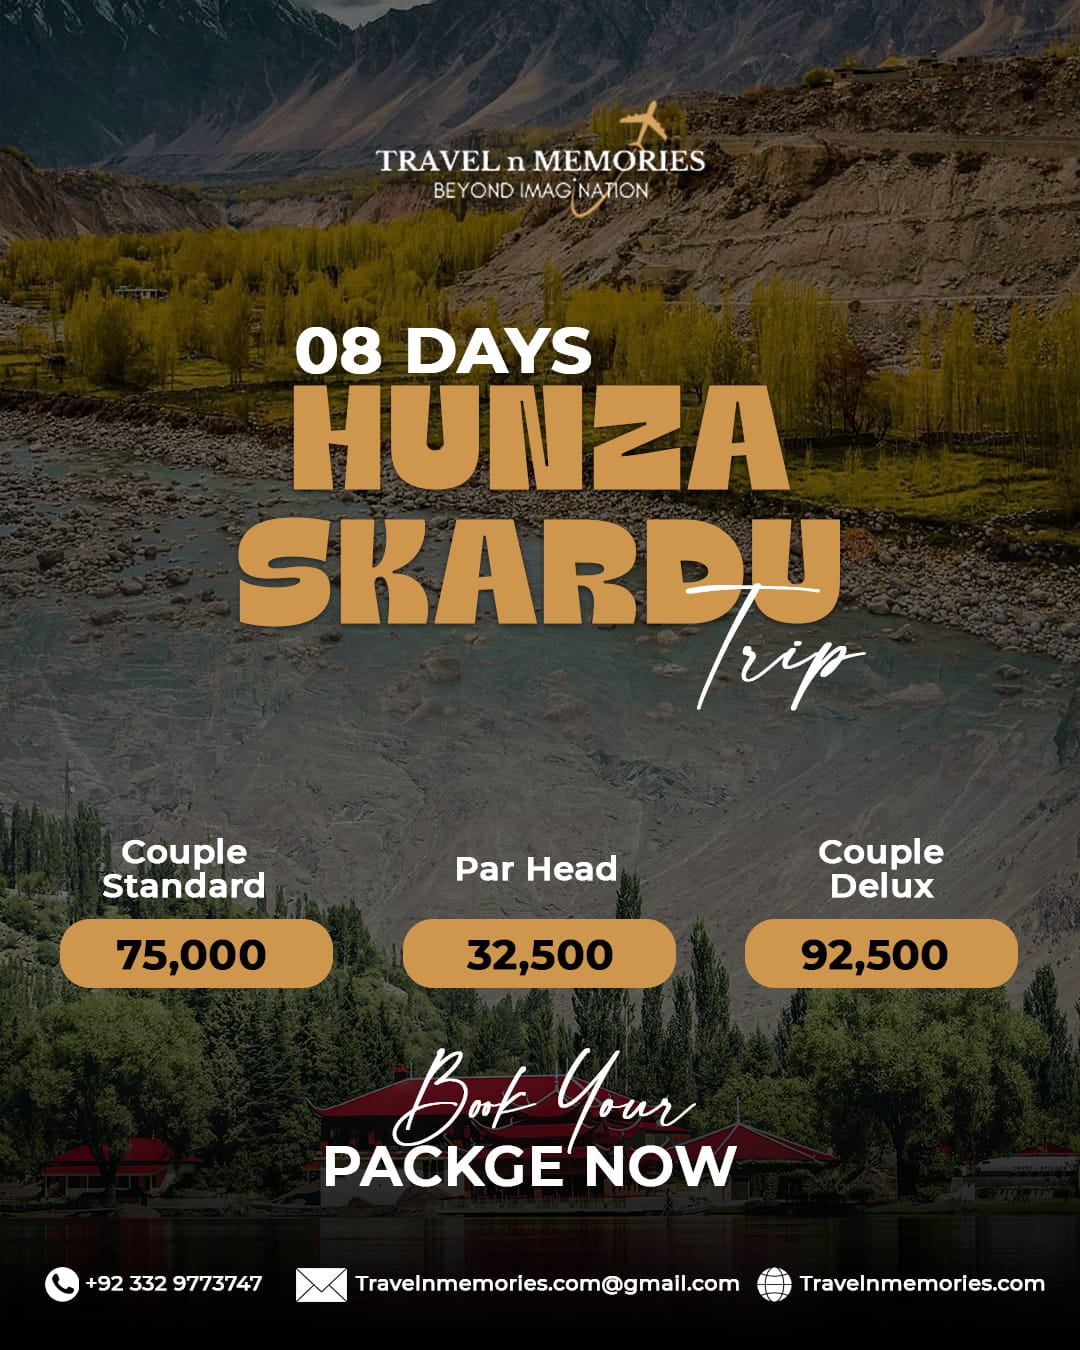 TRAVEL n MEMORIES
BEYOND IMAGINATION
08 DAYS
HUNZA
SKARDU
Trip
Couple
Standard
75,000
Par Head
32,500
Couple
Delux
92,500
Book Your
PACKGE NOW
+92 332 9773747
Travelnmemories.com@gmail.com
Travelnmemories.com